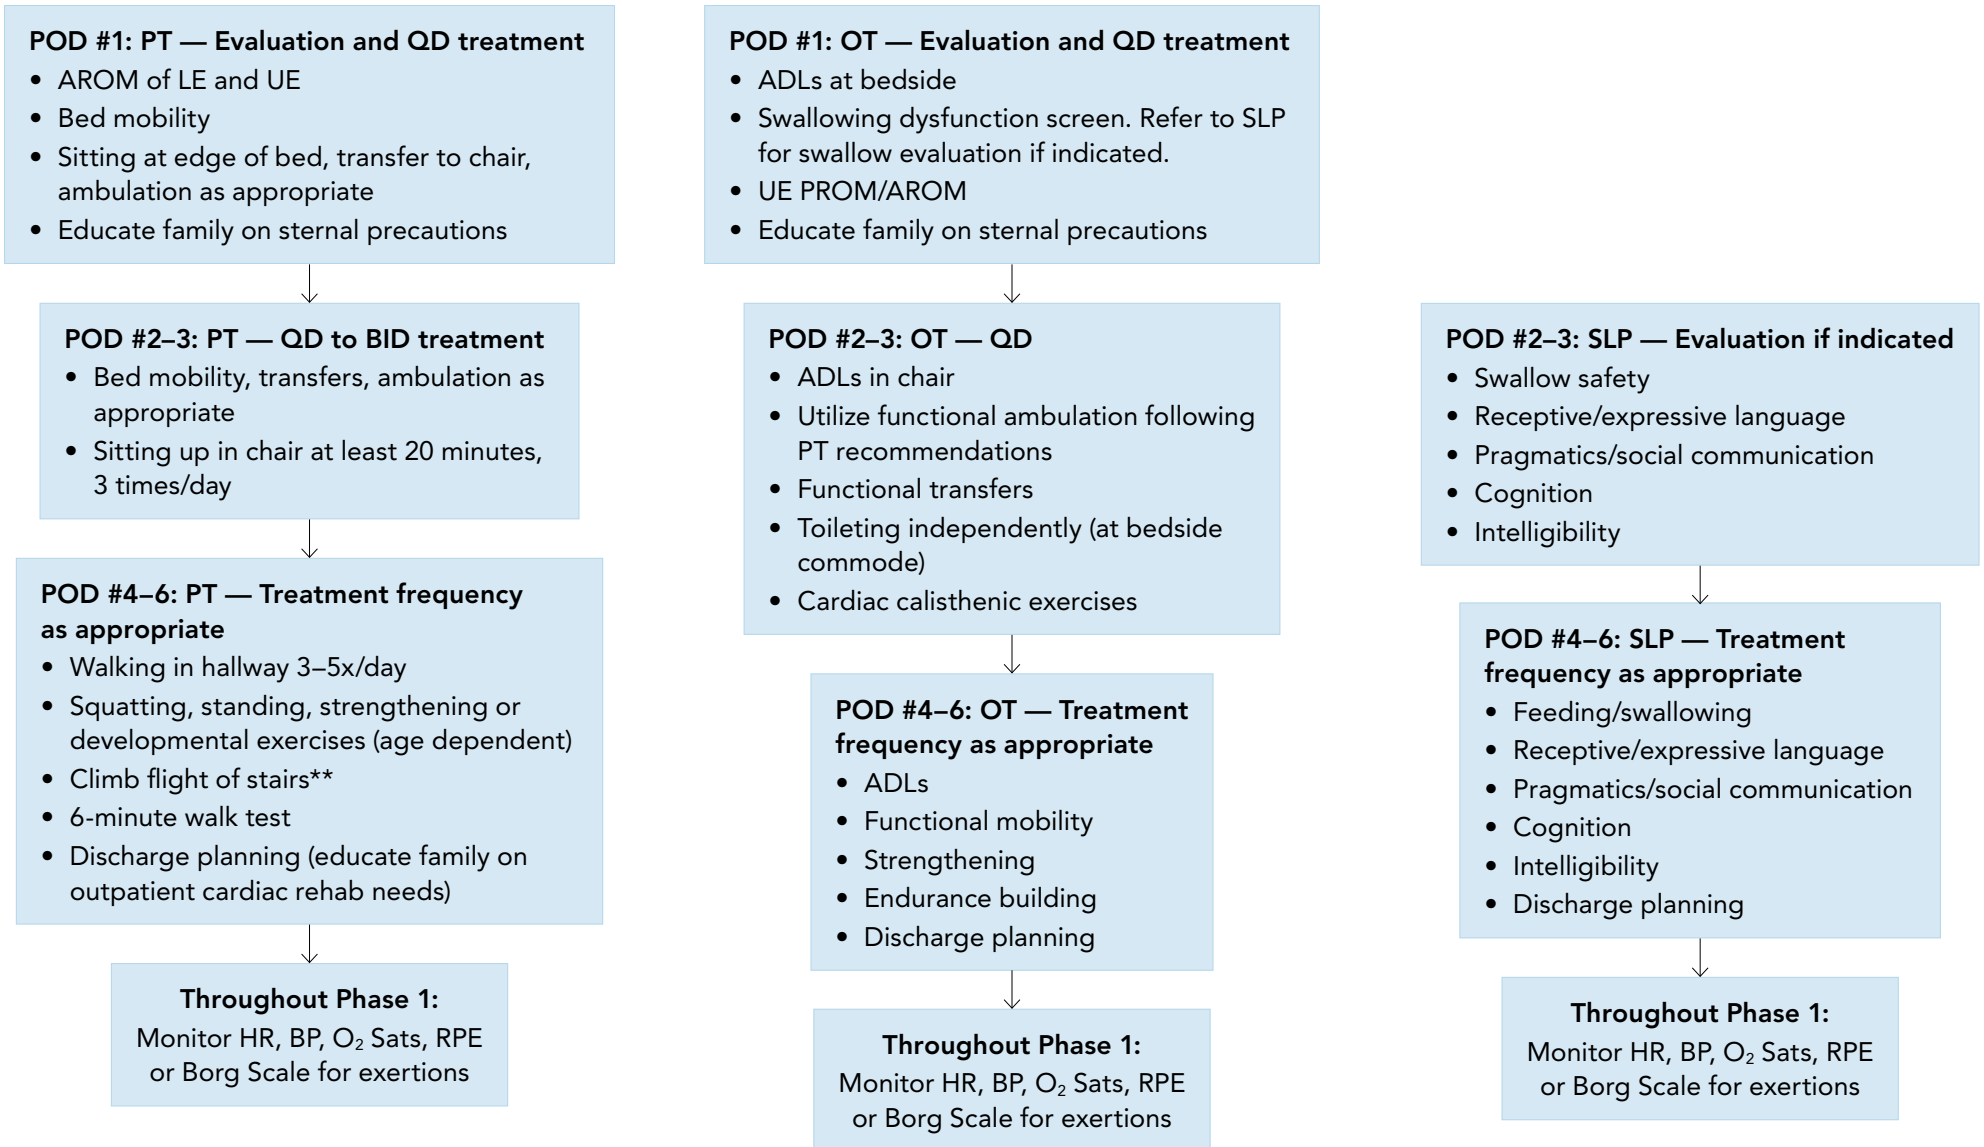 POD #1: PT — Evaluation and QD treatment
• AROM of LE and UE
• Bed mobility
• Sitting at edge of bed, transfer to chair,
ambulation as appropriate
• Educate family on sternal precautions
POD #2–3: PT — QD to BID treatment
• Bed mobility, transfers, ambulation as
appropriate
• Sitting up in chair at least 20 minutes,
3 times/day
POD #4–6: PT — Treatment frequency
as appropriate
• Walking in hallway 3–5x/day
• Squatting, standing, strengthening or
developmental exercises (age dependent)
• Climb flight of stairs**
• 6-minute walk test
• Discharge planning (educate family on
outpatient cardiac rehab needs)
Throughout Phase 1:
Monitor HR, BP, O₂ Sats, RPE
or Borg Scale for exertions
POD #1: OT — Evaluation and QD treatment
• ADLs at bedside
• Swallowing dysfunction screen. Refer to SLP
for swallow evaluation if indicated.
• UE PROM/AROM
• Educate family on sternal precautions
POD #2–3: OT — QD
• ADLs in chair
• Utilize functional ambulation following
PT recommendations
• Functional transfers
• Toileting independently (at bedside
commode)
• Cardiac calisthenic exercises
POD #4–6: OT — Treatment
frequency as appropriate
• ADLs
• Functional mobility
• Strengthening
• Endurance building
• Discharge planning
Throughout Phase 1:
Monitor HR, BP, O₂ Sats, RPE
or Borg Scale for exertions
POD #2–3: SLP — Evaluation if indicated
• Swallow safety
• Receptive/expressive language
• Pragmatics/social communication
• Cognition
• Intelligibility
POD #4–6: SLP — Treatment
frequency as appropriate
• Feeding/swallowing
• Receptive/expressive language
• Pragmatics/social communication
• Cognition
• Intelligibility
• Discharge planning
Throughout Phase 1:
Monitor HR, BP, O₂ Sats, RPE
or Borg Scale for exertions